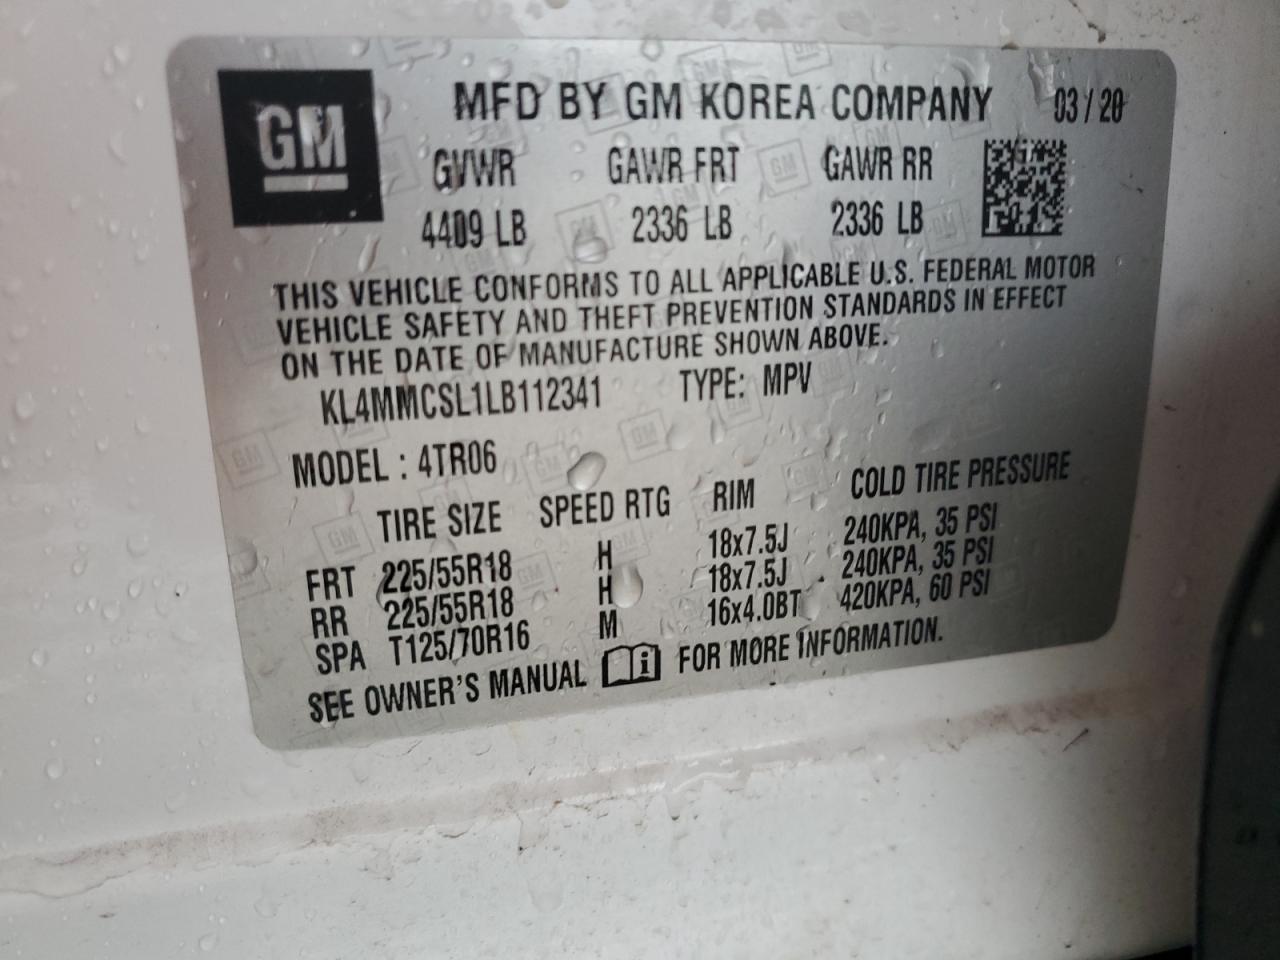 GM
MFD BY GM KOREA COMPANY 03/20
GVWR GAWR FRT GAWR RR
4409 LB 2336 LB 2336 LB
THIS VEHICLE CONFORMS TO ALL APPLICABLE U.S. FEDERAL MOTOR
VEHICLE SAFETY AND THEFT PREVENTION STANDARDS IN EFFECT
ON THE DATE OF MANUFACTURE SHOWN ABOVE.
KL4MMCSL1LB112341 TYPE: MPV
MODEL : 4TR06
TIRE SIZE SPEED RTG RIM COLD TIRE PRESSURE
FRT 225/55R18 H 18x7.5J 240KPA, 35 PSI
RR 225/55R18 H 18x7.5J 240KPA, 35 PSI
SPA T125/70R16 M 16x4.0BT 420KPA, 60 PSI
SEE OWNER'S MANUAL i FOR MORE INFORMATION.